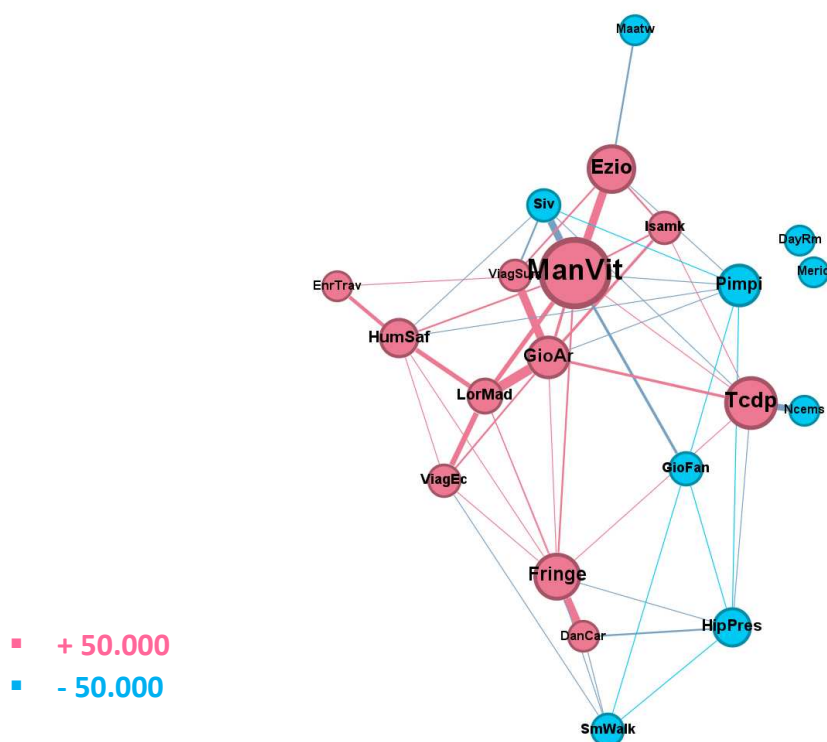 Maatw
Ezio
Siv
Isamk
DayRm
Meric
ManVit
ViagSur
Pimpi
EnrTrav
HumSaf
GioAr
LorMad
Tcdp
Ncems
GioFan
ViagEc
Fringe
HipPres
DanCar
SmWalk
+ 50.000
- 50.000